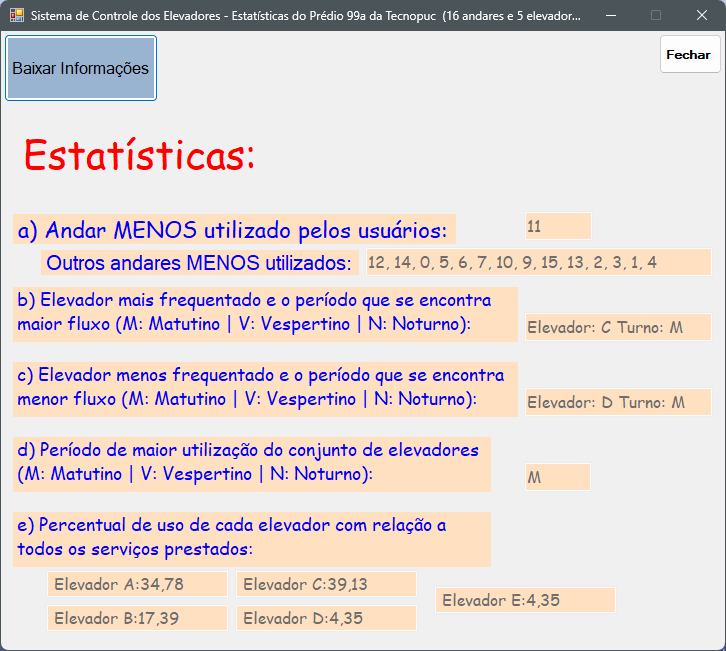 Sistema de Controle dos Elevadores - Estatísticas do Prédio 99a da Tecnopuc (16 andares e 5 elevador...
Baixar Informações
Fechar
Estatísticas:
a) Andar MENOS utilizado pelos usuários:
11
Outros andares MENOS utilizados:
12, 14, 0, 5, 6, 7, 10, 9, 15, 13, 2, 3, 1, 4
b) Elevador mais frequentado e o período que se encontra
maior fluxo (M: Matutino | V: Vespertino | N: Noturno):
Elevador: C Turno: M
c) Elevador menos frequentado e o período que se encontra
menor fluxo (M: Matutino | V: Vespertino | N: Noturno):
Elevador: D Turno: M
d) Período de maior utilização do conjunto de elevadores
(M: Matutino | V: Vespertino | N: Noturno):
M
e) Percentual de uso de cada elevador com relação a
todos os serviços prestados:
Elevador A:34,78
Elevador C:39,13
Elevador E:4,35
Elevador B:17,39
Elevador D:4,35